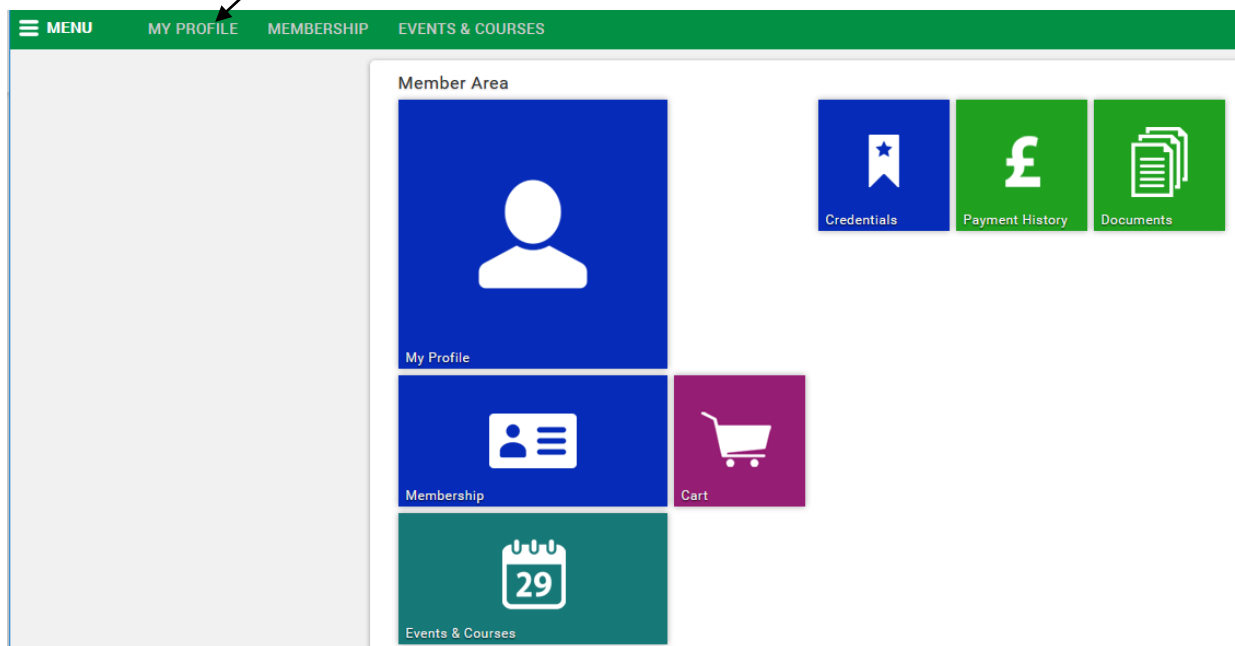 MENU MY PROFILE MEMBERSHIP EVENTS & COURSES
Member Area
£
Credentials Payment History Documents
My Profile
Membership Cart
29
Events & Courses